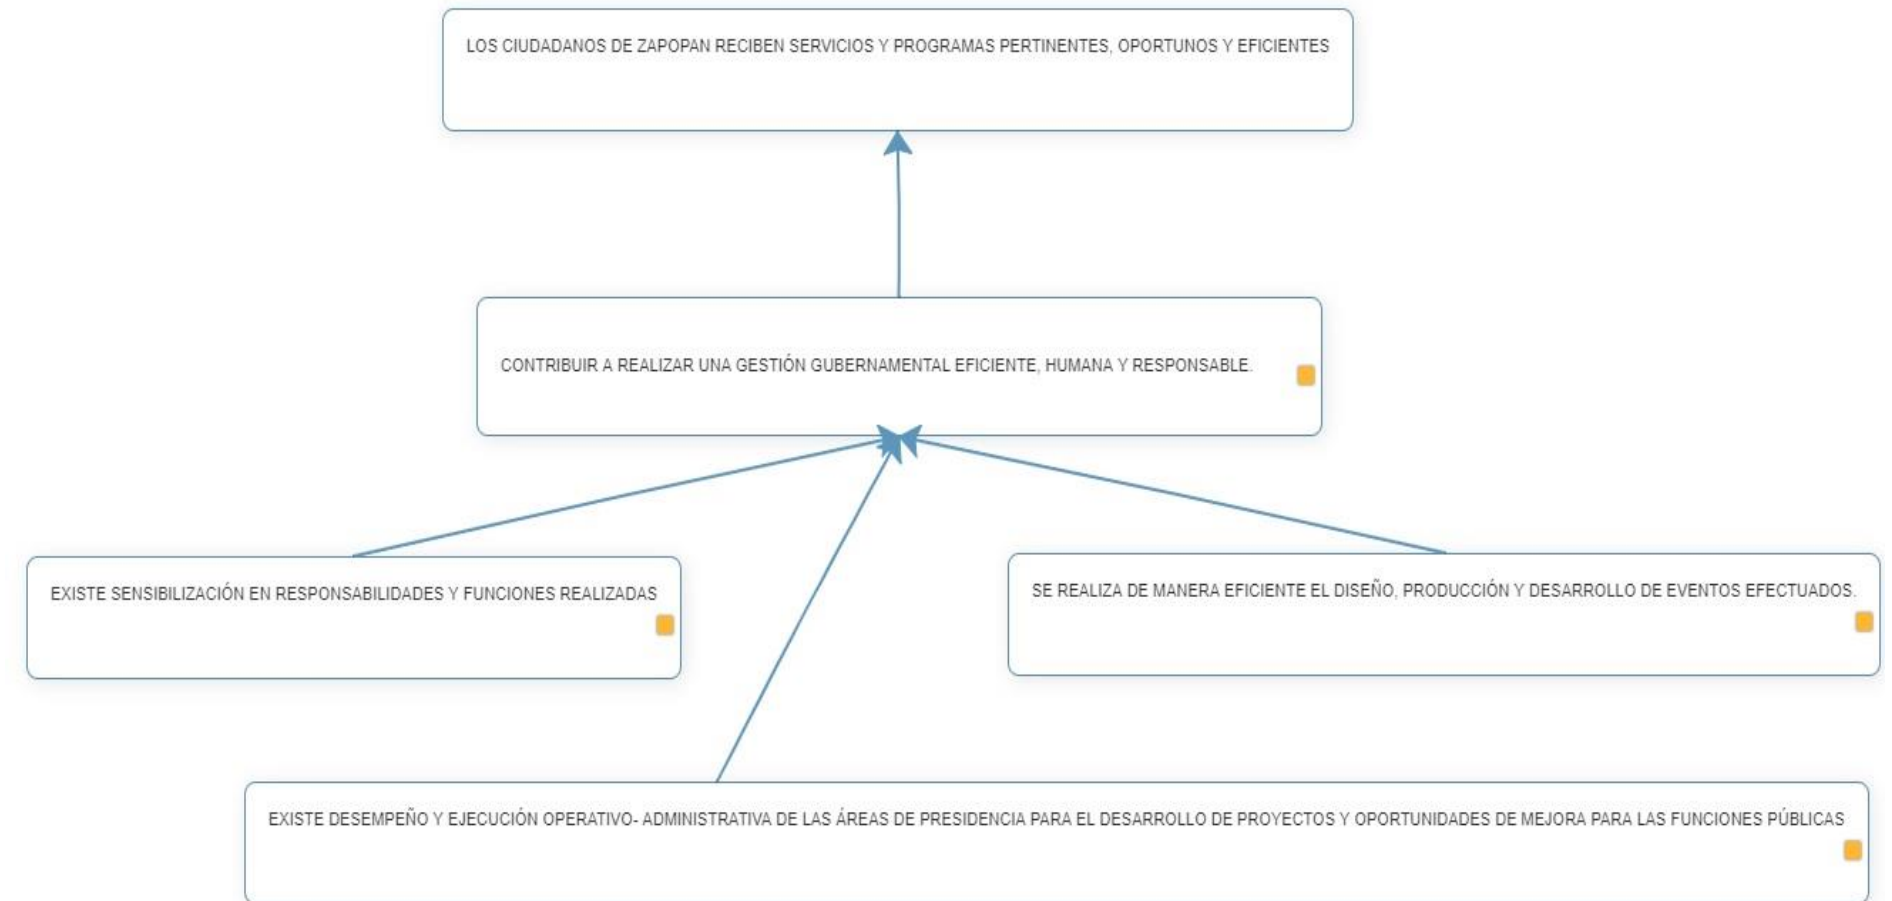 LOS CIUDADANOS DE ZAPOPAN RECIBEN SERVICIOS Y PROGRAMAS PERTINENTES, OPORTUNOS Y EFICIENTES
CONTRIBUIR A REALIZAR UNA GESTIÓN GUBERNAMENTAL EFICIENTE, HUMANA Y RESPONSABLE.
EXISTE SENSIBILIZACIÓN EN RESPONSABILIDADES Y FUNCIONES REALIZADAS
SE REALIZA DE MANERA EFICIENTE EL DISEÑO, PRODUCCIÓN Y DESARROLLO DE EVENTOS EFECTUADOS.
EXISTE DESEMPEÑO Y EJECUCIÓN OPERATIVO- ADMINISTRATIVA DE LAS ÁREAS DE PRESIDENCIA PARA EL DESARROLLO DE PROYECTOS Y OPORTUNIDADES DE MEJORA PARA LAS FUNCIONES PÚBLICAS